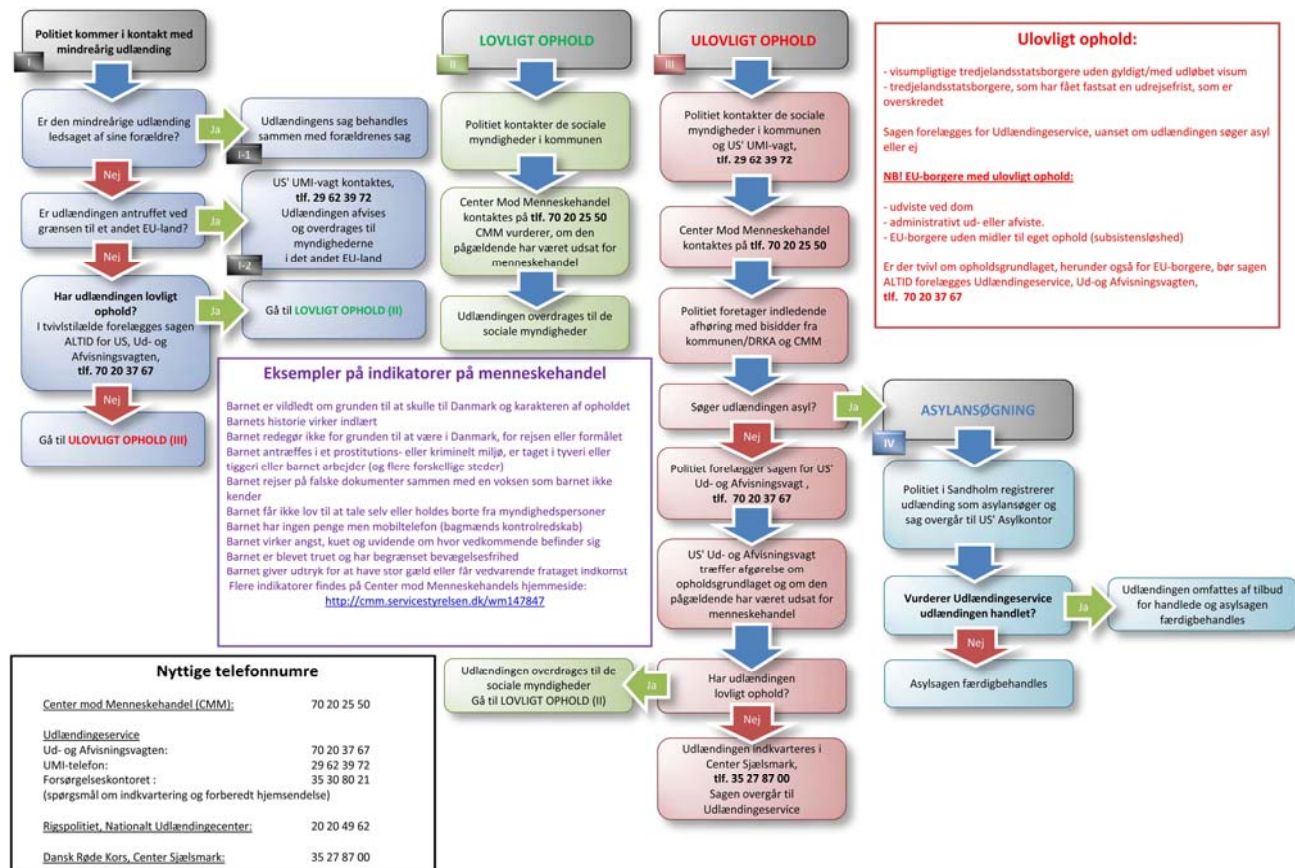 Politiet kommer i kontakt med
mindreårig udlænding
I
Er den mindreårige udlænding
ledsaget af sine forældre?
Ja
Udlændingens sag behandles
sammen med forældrenes sag
I-1
Nej
Er udlændingen antruffet ved
grænsen til et andet EU-land?
Ja
US' UMI-vagt kontaktes,
tlf. 29 62 39 72
Udlændingen afvises
og overdrages til
myndighederne
i det andet EU-land
I-2
Nej
Har udlændingen lovligt
ophold?
I tvivlstilælde forelægges sagen
ALTID for US, Ud- og
Afvisningsvagten,
tlf. 70 20 37 67
Ja
Gå til LOVLIGT OPHOLD (II)
Nej
Gå til ULOVLIGT OPHOLD (III)
LOVLIGT OPHOLD
II
Politiet kontakter de sociale
myndigheder i kommunen
Center Mod Menneskehandel
kontaktes på tlf. 70 20 25 50
CMM vurderer, om den
pågældende har været udsat for
menneskehandel
Udlændingen overdrages til de
sociale myndigheder
ULOVLIGT OPHOLD
III
Politiet kontakter de sociale
myndigheder i kommunen
og US' UMI-vagt,
tlf. 29 62 39 72
Center Mod Menneskehandel
kontaktes på tlf. 70 20 25 50
Politiet foretager indledende
afhøring med bisidder fra
kommunen/DRKA og CMM
Søger udlændingen asyl?
Ja
Nej
Politiet forelægger sagen for US'
Ud- og Afvisningsvagt ,
tlf. 70 20 37 67
US' Ud- og Afvisningsvagt
træffer afgørelse om
opholdsgrundlaget og om den
pågældende har været udsat for
menneskehandel
Har udlændingen
lovligt ophold?
Ja
Udlændingen overdrages til de
sociale myndigheder
Gå til LOVLIGT OPHOLD (II)
Nej
Udlændingen indkvarteres i
Center Sjælsmark,
tlf. 35 27 87 00
Sagen overgår til
Udlændingeservice
ASYLANSØGNING
IV
Politiet i Sandholm registrerer
udlænding som asylansøger og
sag overgår til US' Asylkontor
Vurderer Udlændingeservice
udlændingen handlet?
Ja
Udlændingen omfattes af tilbud
for handlede og asylsagen
færdigbehandles
Nej
Asylsagen færdigbehandles
Ulovligt ophold:
- visumpligtige tredjelandsstatsborgere uden gyldigt/med udløbet visum
- tredjelandsstatsborgere, som har fået fastsat en udrejsefrist, som er
overskredet
Sagen forelægges for Udlændingeservice, uanset om udlændingen søger asyl
eller ej
NB! EU-borgere med ulovligt ophold:
- udviste ved dom
- administrativt ud- eller afviste.
- EU-borgere uden midler til eget ophold (subsistensløshed)
Er der tvivl om opholdsgrundlaget, herunder også for EU-borgere, bør sagen
ALTID forelægges Udlændingeservice, Ud-og Afvisningsvagten,
tlf. 70 20 37 67
Eksempler på indikatorer på menneskehandel
Barnet er vildledt om grunden til at skulle til Danmark og karakteren af opholdet
Barnets historie virker indlært
Barnet redegør ikke for grunden til at være i Danmark, for rejsen eller formålet
Barnet antræffes i et prostitutions- eller kriminelt miljø, er taget i tyveri eller
tiggeri eller barnet arbejder (og flere forskellige steder)
Barnet rejser på falske dokumenter sammen med en voksen som barnet ikke
kender
Barnet får ikke lov til at tale selv eller holdes borte fra myndighedspersoner
Barnet har ingen penge men mobiltelefon (bagmænds kontrolredskab)
Barnet virker angst, kuet og uvidende om hvor vedkommende befinder sig
Barnet er blevet truet og har begrænset bevægelsesfrihed
Barnet giver udtryk for at have stor gæld eller får vedvarende frataget indkomst
Flere indikatorer findes på Center mod Menneskehandels hjemmeside:
http://cmm.servicestyrelsen.dk/wm147847
Nyttige telefonnumre
Center mod Menneskehandel (CMM): 70 20 25 50
Udlændingeservice
Ud- og Afvisningsvagten: 70 20 37 67
UMI-telefon: 29 62 39 72
Forsørgelseskontoret : 35 30 80 21
(spørgsmål om indkvartering og forberedt hjemsendelse)
Rigspolitiet, Nationalt Udlændingecenter: 20 20 49 62
Dansk Røde Kors, Center Sjælsmark: 35 27 87 00